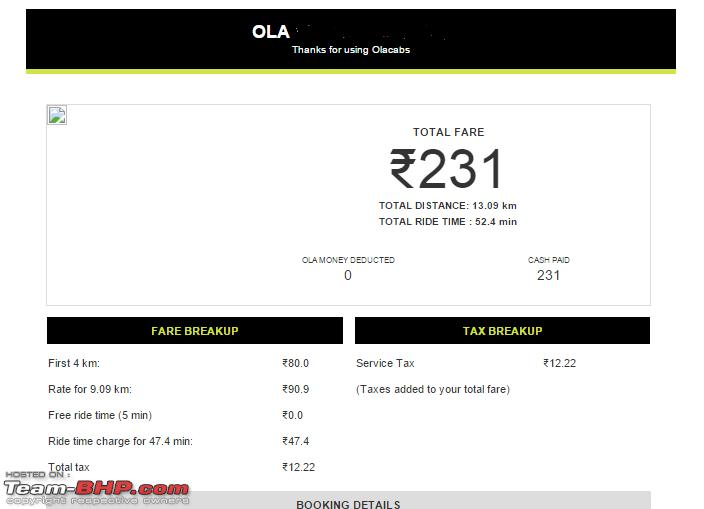 OLA
Thanks for using Olacabs
TOTAL FARE
₹231
TOTAL DISTANCE: 13.09 km
TOTAL RIDE TIME : 52.4 min
OLA MONEY DEDUCTED CASH PAID
0 231
FARE BREAKUP
First 4 km: ₹80.0
Rate for 9.09 km: ₹90.9
Free ride time (5 min) ₹0.0
Ride time charge for 47.4 min: ₹47.4
Total tax ₹12.22
TAX BREAKUP
Service Tax ₹12.22
(Taxes added to your total fare)
BOOKING DETAILS
HOSTED ON :
Team-BHP.com
copyright respective owners